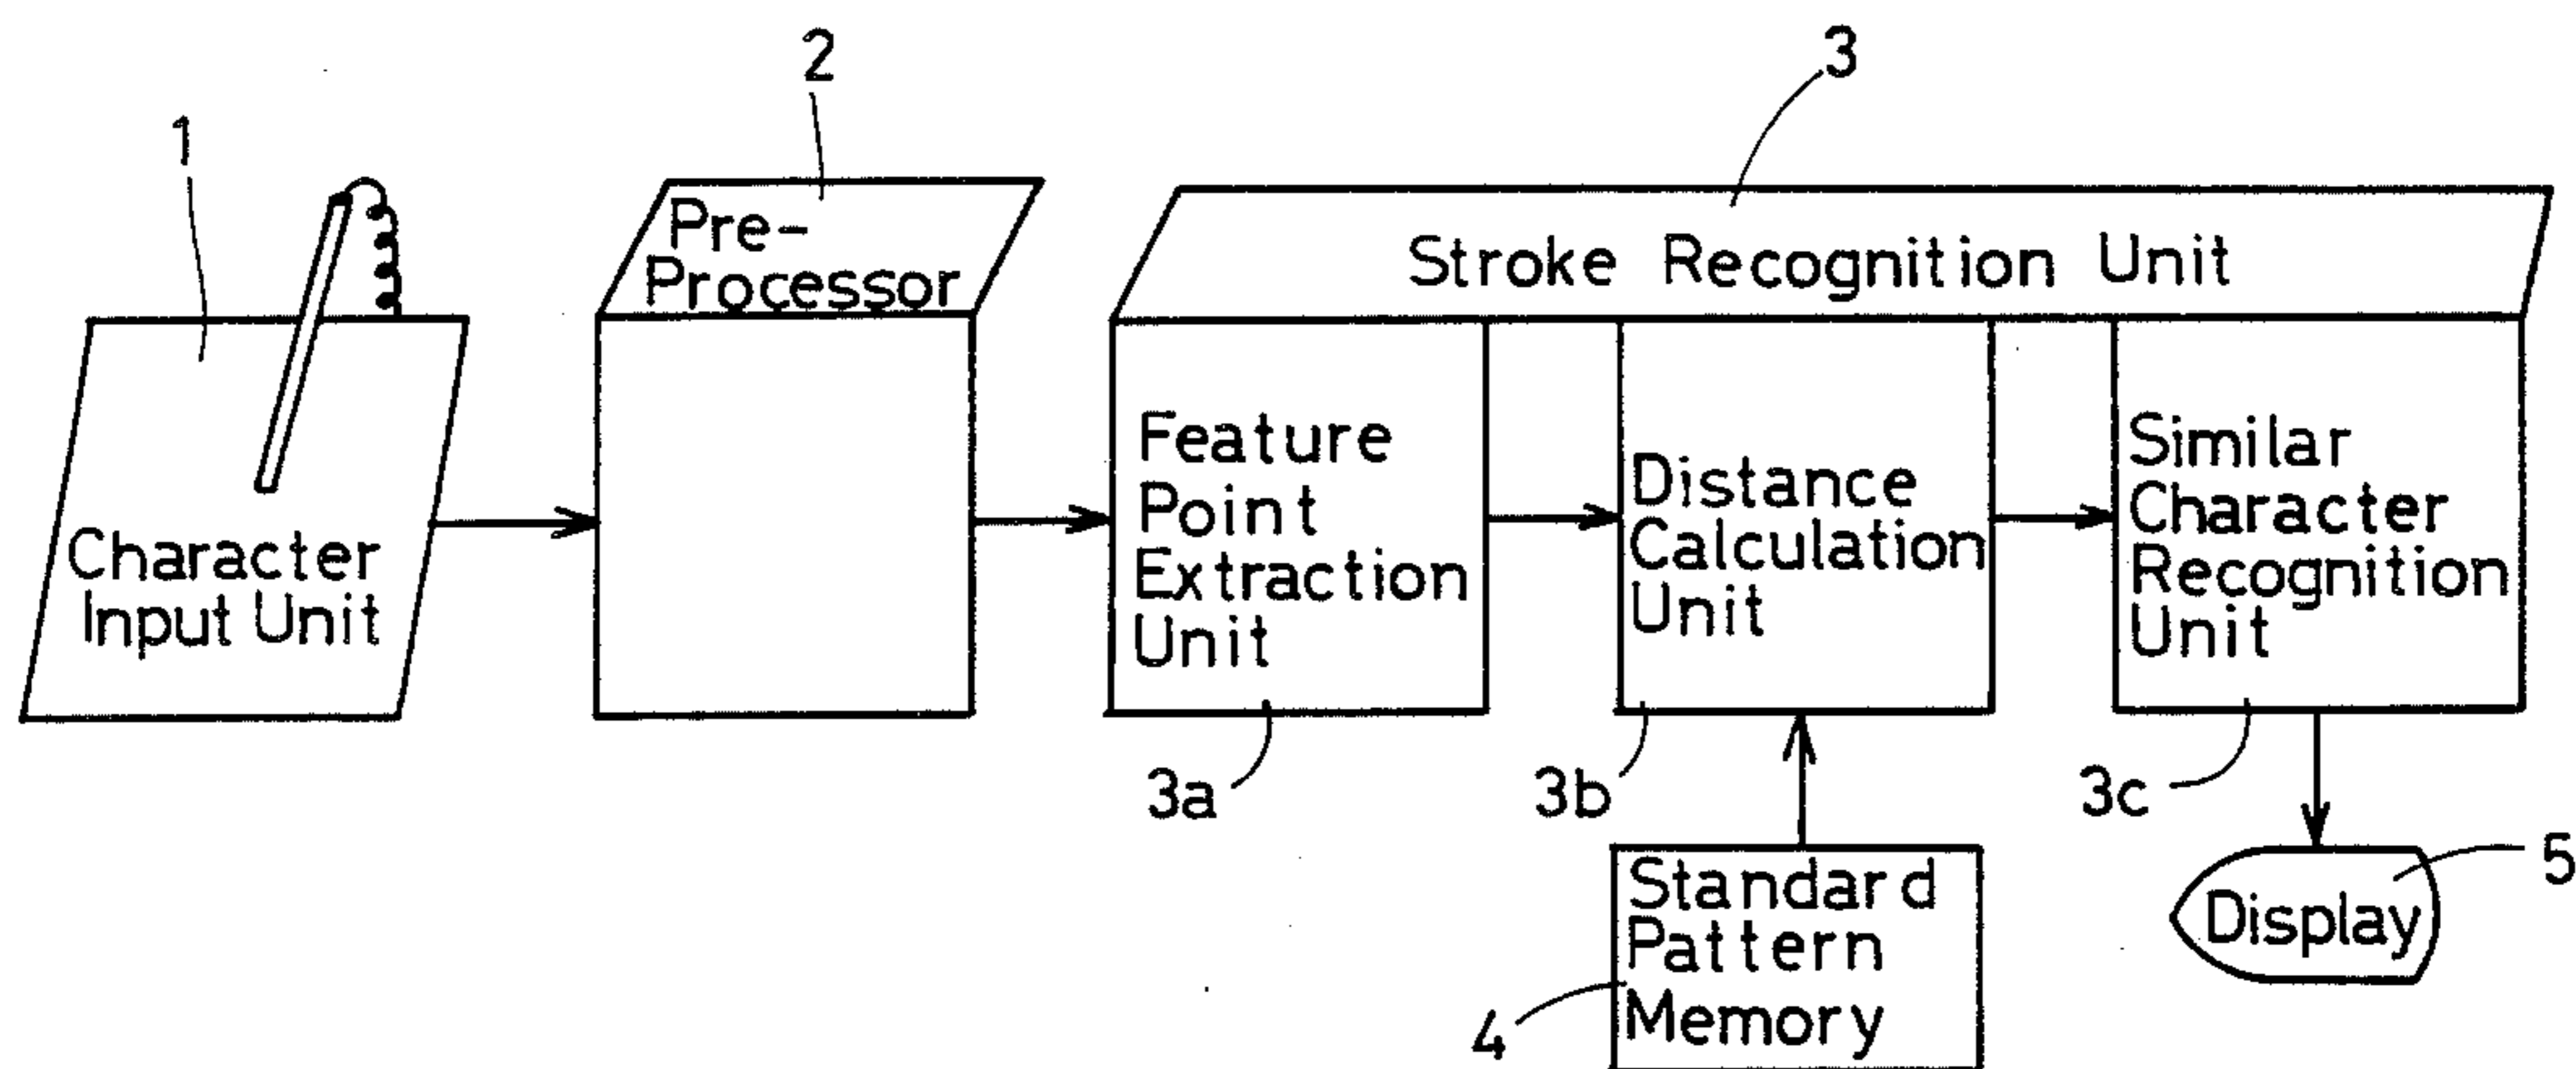 1
2
3
Pre-
Processor
Stroke Recognition Unit
Character
Input Unit
Feature
Point
Extraction
Unit
Distance
Calculation
Unit
Similar
Character
Recognition
Unit
3a
3b
3c
Standard
Pattern
Memory
4
Display
5